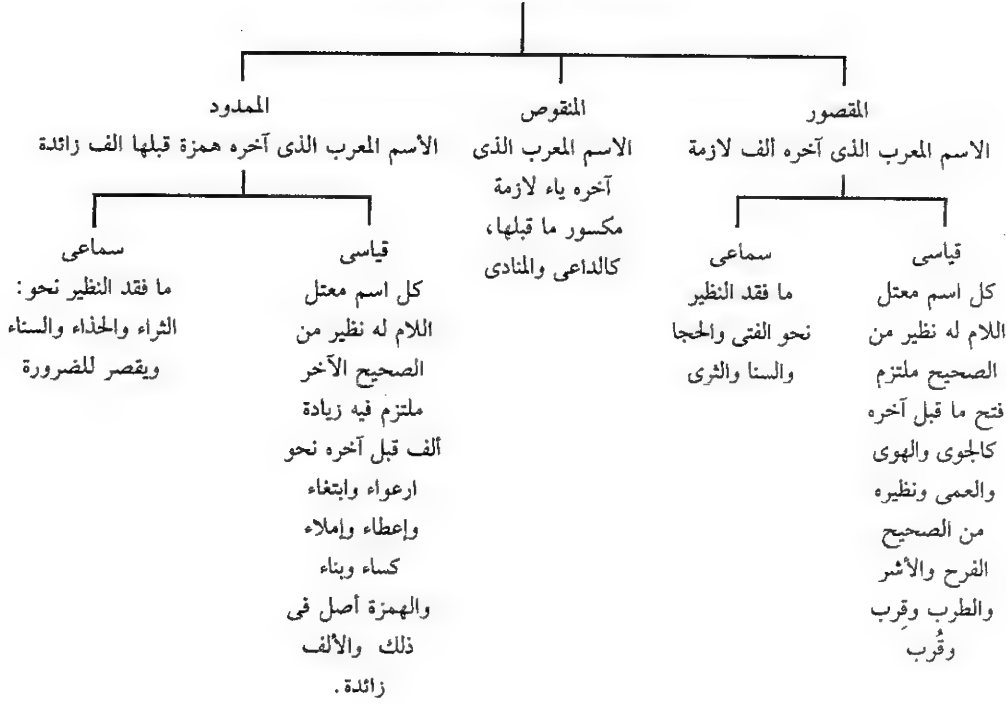 المقصور
الاسم المعرب الذى آخره ألف لازمة
قياسى
كل اسم معتل
اللام له نظير من
الصحيح ملتزم
فتح ما قبل آخره
كالجوى والهوى
والعمى ونظيره
من الصحيح
الفرح والأشر
والطرب وقِرب
وقُرب
سماعى
ما فقد النظير
نحو الفتى والحجا
والسنا والثرى
المنقوص
الاسم المعرب الذى
آخره ياء لازمة
مكسور ما قبلها،
كالداعى والمنادى
الممدود
الأسم المعرب الذى آخره همزة قبلها الف زائدة
قياسى
كل اسم معتل
اللام له نظير من
الصحيح الآخر
ملتزم فيه زيادة
ألف قبل آخره نحو
ارعواء وابتغاء
وإعطاء وإملاء
كساء وبناء
والهمزة أصل فى
ذلك والألف
زائدة.
سماعى
ما فقد النظير نحو:
الثراء والحذاء والسناء
ويقصر للضرورة